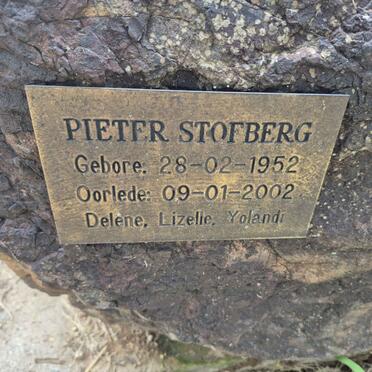 PIETER STOFBERG
Gebore: 28-02-1952
Oorlede: 09-01-2002
Delene, Lizelle, Yolandi